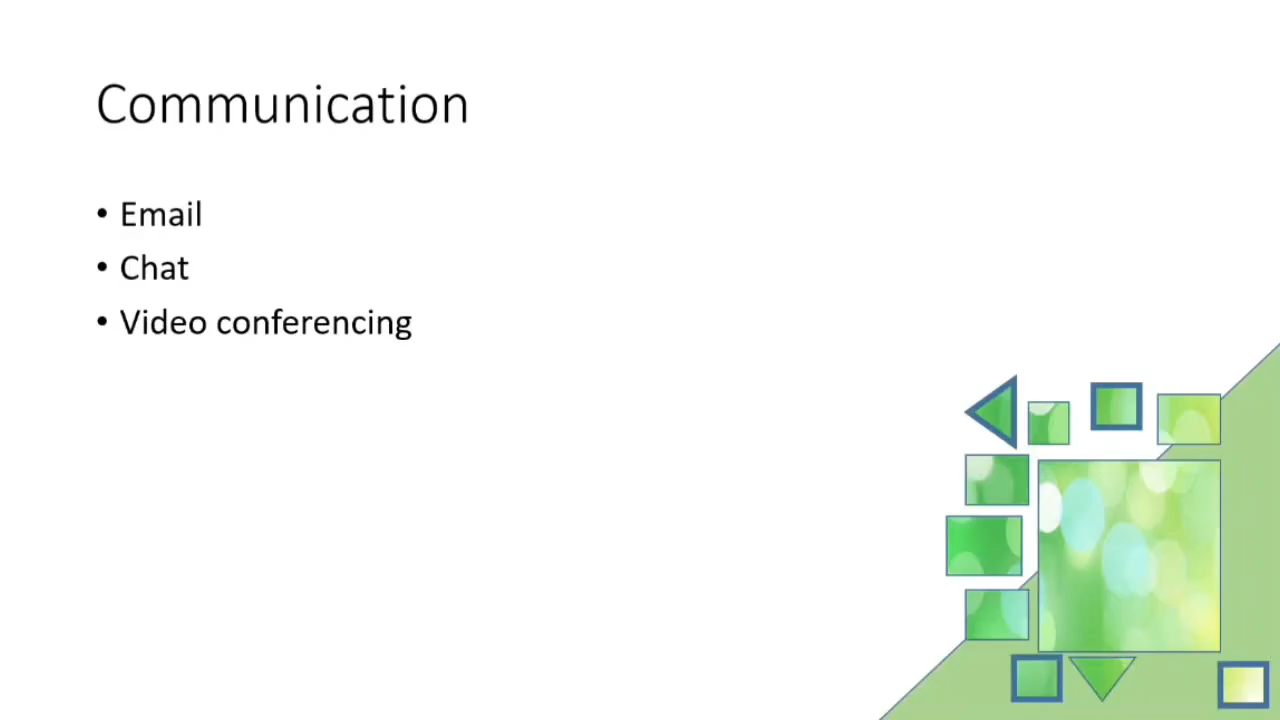 Communication
• Email
• Chat
• Video conferencing